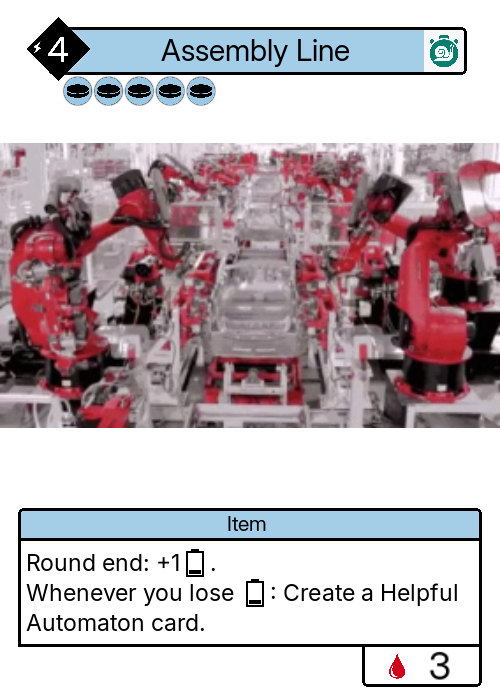 4
Assembly Line
Item
Round end: +1 .
Whenever you lose : Create a Helpful
Automaton card.
3